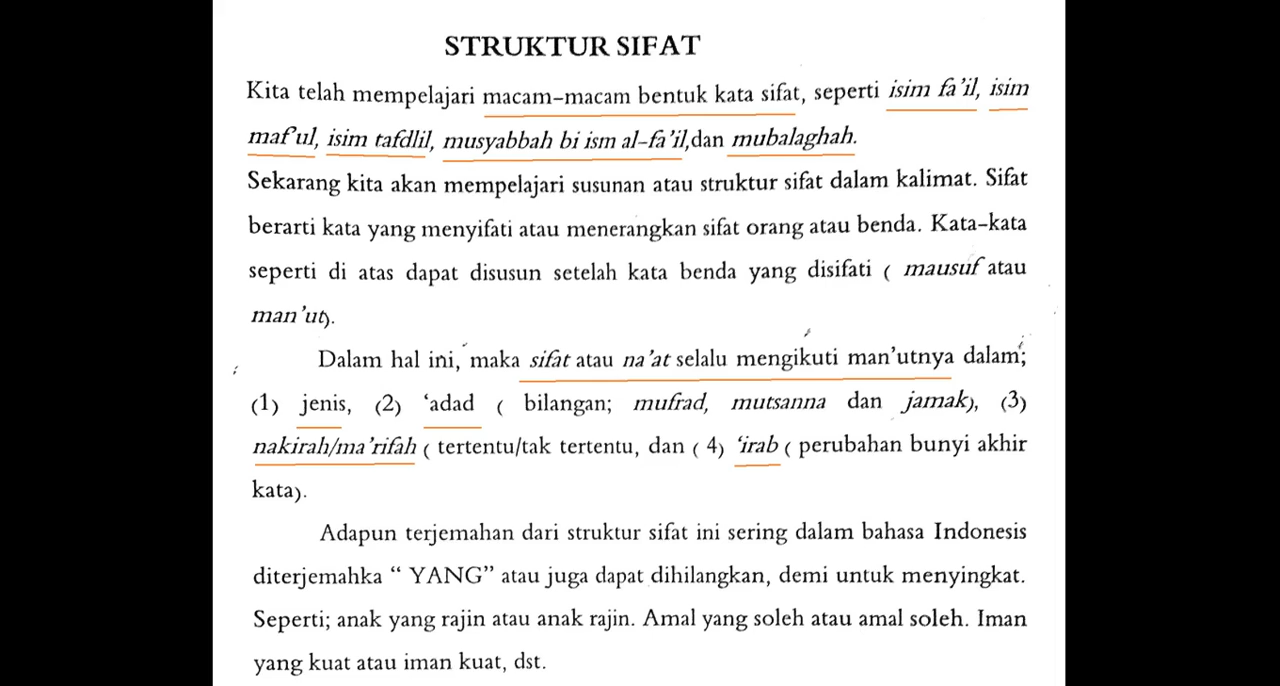 STRUKTUR SIFAT
Kita telah mempelajari macam-macam bentuk kata sifat, seperti isim fa'il, isim
maf'ul, isim tafdlil, musyabbah bi ism al-fa'il,dan mubalaghah.
Sekarang kita akan mempelajari susunan atau struktur sifat dalam kalimat. Sifat
berarti kata yang menyifati atau menerangkan sifat orang atau benda. Kata-kata
seperti di atas dapat disusun setelah kata benda yang disifati ( mausuf atau
man'ut).
Dalam hal ini, maka sifat atau na'at selalu mengikuti man'utnya dalam;
(1) jenis, (2) 'adad ( bilangan; mufrad, mutsanna dan jamak), (3)
nakirah/ma'rifah ( tertentu/tak tertentu, dan ( 4) 'irab ( perubahan bunyi akhir
kata).
Adapun terjemahan dari struktur sifat ini sering dalam bahasa Indonesis
diterjemahka " YANG" atau juga dapat dihilangkan, demi untuk menyingkat.
Seperti; anak yang rajin atau anak rajin. Amal yang soleh atau amal soleh. Iman
yang kuat atau iman kuat, dst.